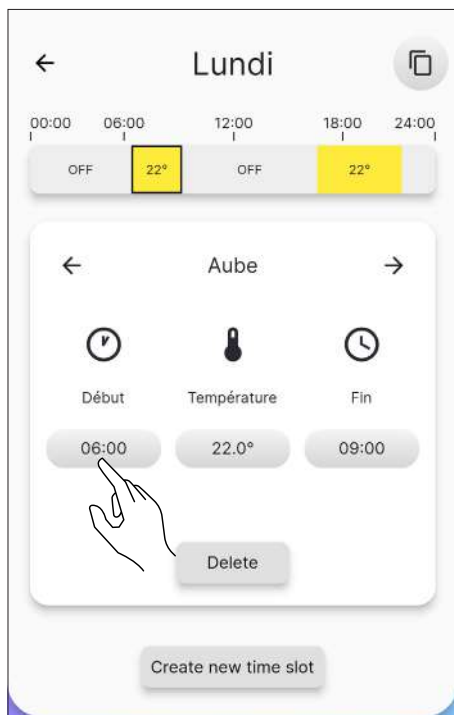 Lundi
00:00 06:00 12:00 18:00 24:00
OFF 22° OFF 22°
Aube
Début Température Fin
06:00 22.0° 09:00
Delete
Create new time slot